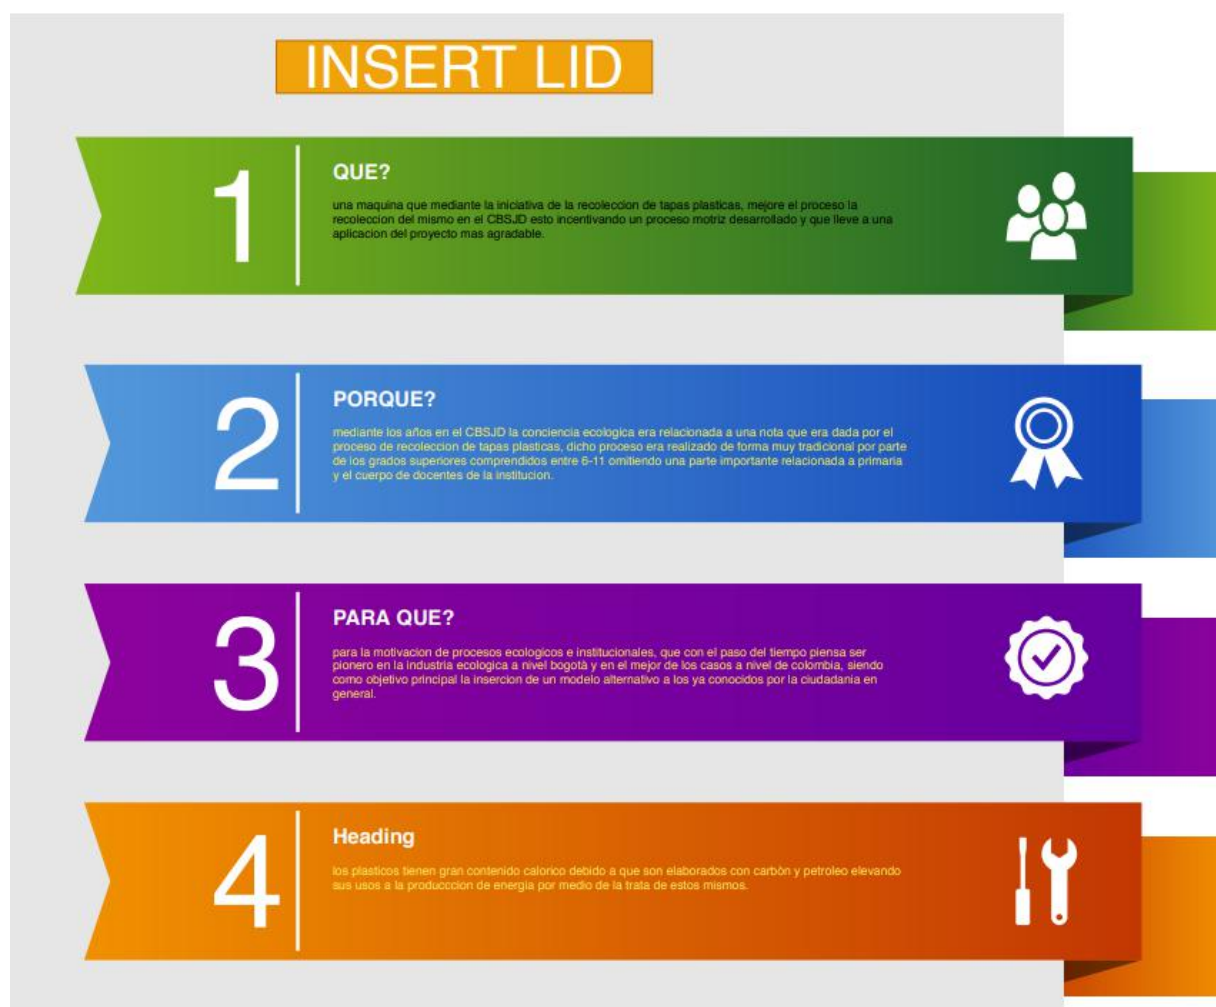 INSERT LID
1
QUE?
una maquina que mediante la iniciativa de la recoleccion de tapas plasticas, mejore el proceso la
recoleccion del mismo en el CBSJD esto incentivando un proceso motriz desarrollado y que lleve a una
aplicacion del proyecto mas agradable.
2
PORQUE?
mediante los años en el CBSJD la conciencia ecologica era relacionada a una nota que era dada por el
proceso de recoleccion de tapas plasticas, dicho proceso era realizado de forma muy tradicional por parte
de los grados superiores comprendidos entre 6-11 omitiendo una parte importante relacionada a primaria
y el cuerpo de docentes de la institucion.
3
PARA QUE?
para la motivacion de procesos ecologicos e institucionales, que con el paso del tiempo piensa ser
pionero en la industria ecologica a nivel bogotà y en el mejor de los casos a nivel de colombia, siendo
como objetivo principal la insercion de un modelo alternativo a los ya conocidos por la ciudadania en
general.
4
Heading
los plasticos tienen gran contenido calorico debido a que son elaborados con carbòn y petroleo elevando
sus usos a la producccion de energia por medio de la trata de estos mismos.